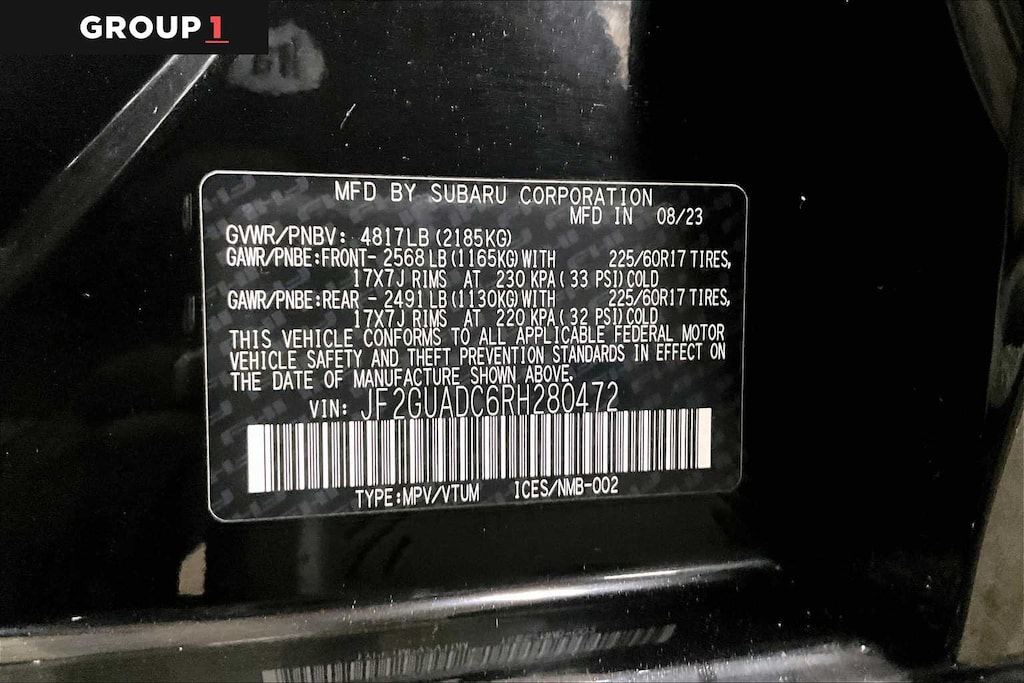 GROUP 1
MFD BY SUBARU CORPORATION
MFD IN 08/23
GVWR/PNBV: 4817LB (2185KG)
GAWR/PNBE:FRONT- 2568 LB (1165KG) WITH 225/60R17 TIRES,
17X7J RIMS AT 230 KPA ( 33 PSI) COLD
GAWR/PNBE:REAR - 2491 LB (1130KG) WITH 225/60R17 TIRES,
17X7J RIMS AT 220 KPA ( 32 PSI) COLD
THIS VEHICLE CONFORMS TO ALL APPLICABLE FEDERAL MOTOR
VEHICLE SAFETY AND THEFT PREVENTION STANDARDS IN EFFECT ON
THE DATE OF MANUFACTURE SHOWN ABOVE.
VIN: JF2GUADC6RH280472
TYPE:MPV/VTUM ICES/NMB-002